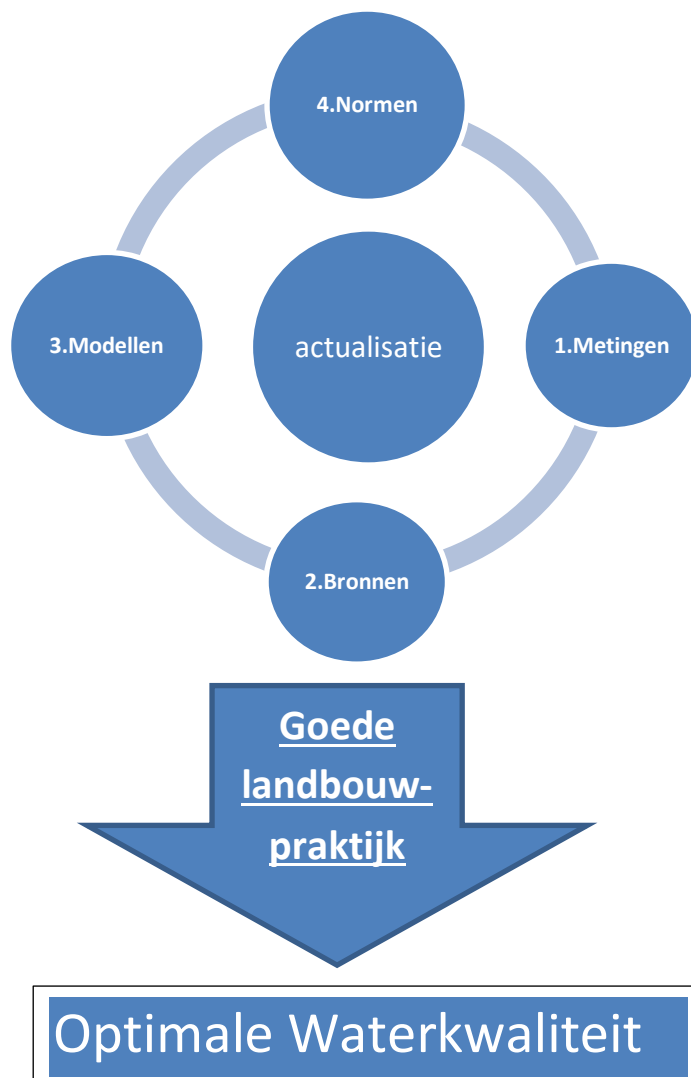 4.Normen
3.Modellen
actualisatie
1.Metingen
2.Bronnen
Goede
landbouw-
praktijk
Optimale Waterkwaliteit